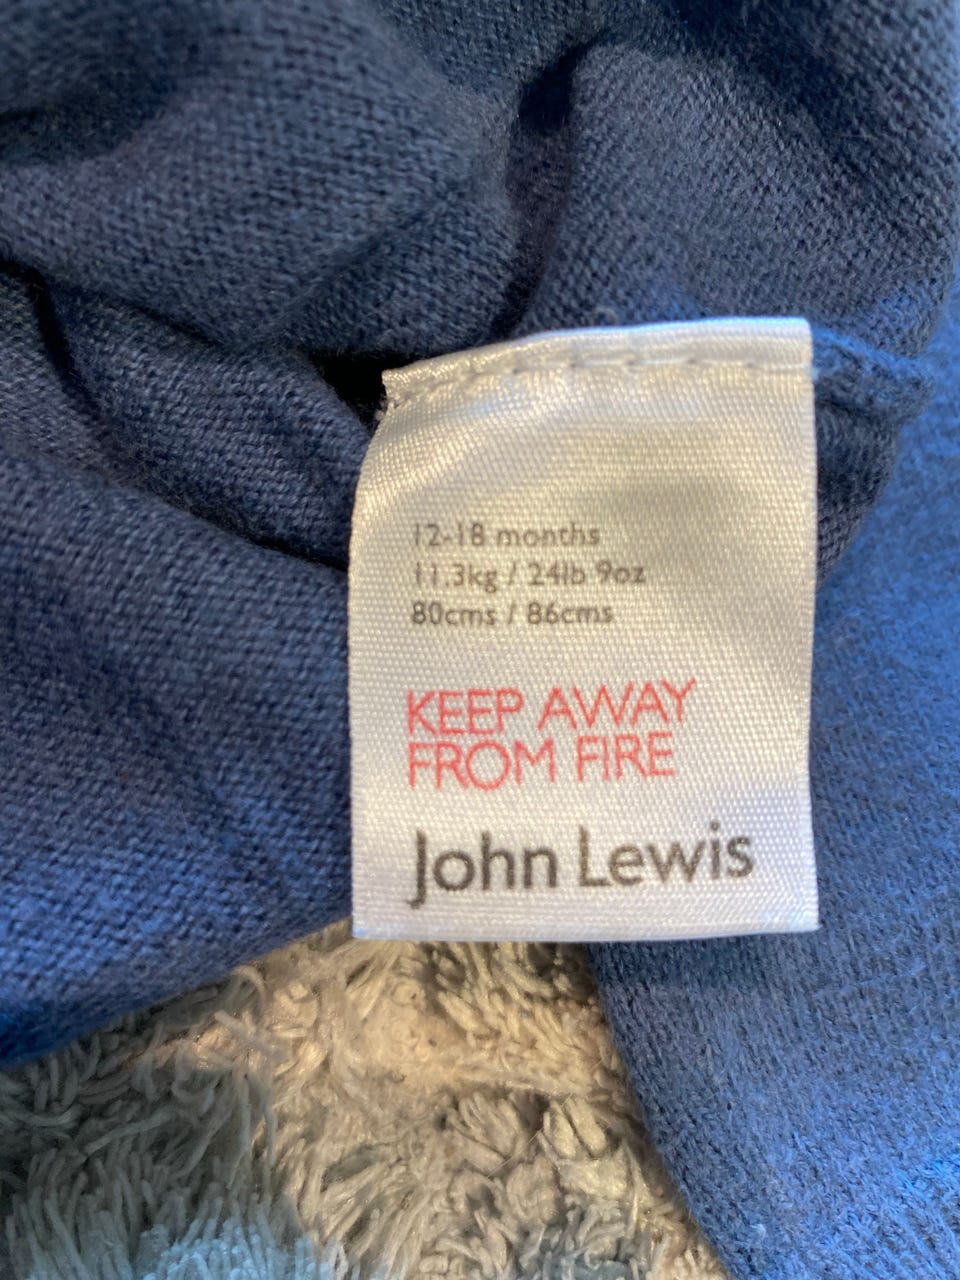 12-18 months
11.3kg / 24lb 9oz
80cms / 86cms
KEEP AWAY
FROM FIRE
John Lewis